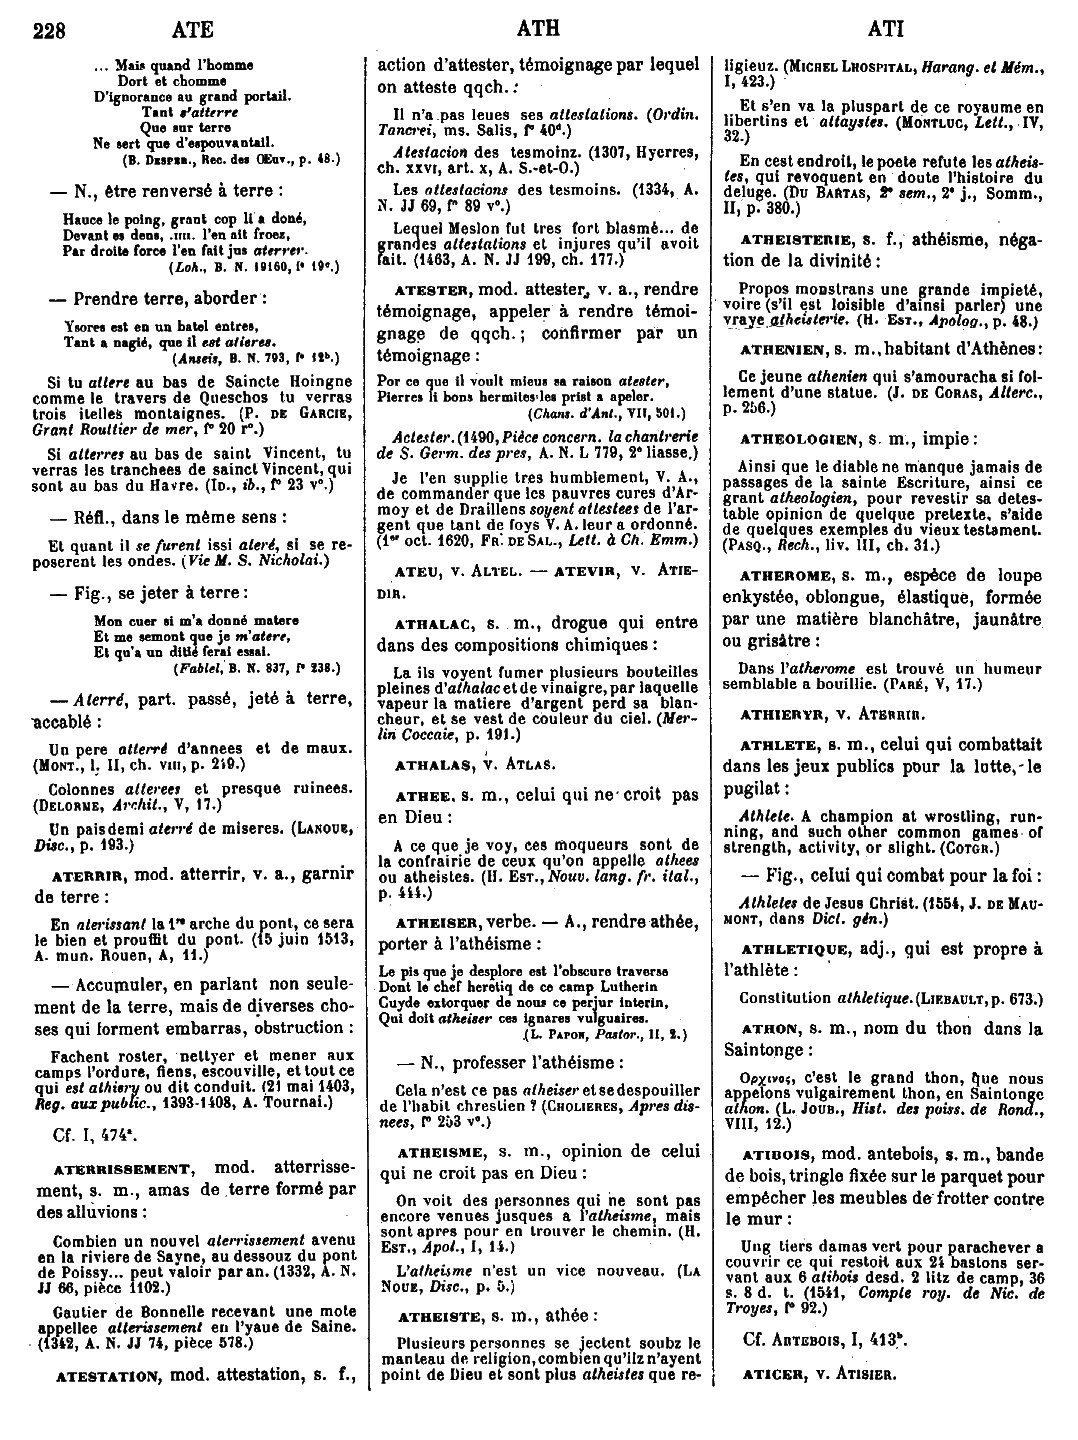 228 ATE ATH ATI
... Mais quand l'homme
Dort et chomme
D'ignorance au grand portail.
Tant s'atterre
Que sur terre
Ne sert que d'espouvantail.
(B. DESPER., Rec. des Œuv., p. 48.)
— N., être renversé à terre :
Hauce le poing, grant cop li a doné,
Devant es dens, .IIII. l'en ait froez,
Par droite force l'en fait jus aterrer.
(Loh., B. N. 19160, f° 19c.)
— Prendre terre, aborder :
Ysores est en un batel entres,
Tant a nagié, que il est atieres.
(Anseis, B. N. 793, f° 12b.)
Si tu attere au bas de Saincte Hoingne
comme le travers de Queschos tu verras
trois itelles montaignes. (P. DE GARCIE,
Grant Routtier de mer, f° 20 r°.)
Si atterres au bas de saint Vincent, tu
verras les tranchees de sainct Vincent, qui
sont au bas du Havre. (ID., ib., f° 23 v°.)
— Réfl., dans le même sens :
Et quant il se furent issi ateré, si se re-
poserent les ondes. (Vie M. S. Nicholai.)
— Fig., se jeter à terre :
Mon cuer si m'a donné matere
Et me semont que je m'atere,
Et qu'a un ditié ferai essai.
(Fablel, B. N. 837, f° 238.)
— Aterré, part. passé, jeté à terre,
accablé :
Un pere atterré d'annees et de maux.
(MONT., l. II, ch. VIII, p. 249.)
Colonnes atterees et presque ruinees.
(DELORME, Archit., V, 17.)
Un pais demi aterré de miseres. (LANOUE,
Disc., p. 193.)
ATERRIR, mod. atterrir, v. a., garnir
de terre :
En aterissant la 1re arche du pont, ce sera
le bien et prouffit du pont. (15 juin 1513,
A. mun. Rouen, A, 11.)
— Accumuler, en parlant non seule-
ment de la terre, mais de diverses cho-
ses qui forment embarras, obstruction :
Fachent roster, nettyer et mener aux
camps l'ordure, fiens, escouville, et tout ce
qui est athiery ou dit conduit. (21 mai 1403,
Reg. aux public., 1393-1408, A. Tournai.)
Cf. I, 474a.
ATERRISSEMENT, mod. atterrisse-
ment, s. m., amas de terre formé par
des alluvions :
Combien un nouvel aterrissement avenu
en la riviere de Sayne, au dessouz du pont
de Poissy... peut valoir par an. (1332, A. N.
JJ 66, pièce 1102.)
Gautier de Bonnelle recevant une mote
appellee atterissement en l'yaue de Saine.
(1342, A. N. JJ 74, pièce 578.)
ATESTATION, mod. attestation, s. f.,
action d'attester, témoignage par lequel
on atteste qqch. :
Il n'a pas leues ses attestations. (Ordin.
Tancrei, ms. Salis, f° 40d.)
Atestacion des tesmoinz. (1307, Hyerres,
ch. XXVI, art. X, A. S.-et-O.)
Les attestacions des tesmoins. (1334, A.
N. JJ 69, f° 89 v°.)
Lequel Meslon fut tres fort blasmé... de
grandes attestations et injures qu'il avoit
fait. (1463, A. N. JJ 199, ch. 177.)
ATESTER, mod. attester, v. a., rendre
témoignage, appeler à rendre témoi-
gnage de qqch. ; confirmer par un
témoignage :
Por ce que il voult mieus sa raison atester,
Pierres li bons hermites les prist a apeler.
(Chans. d'Ant., VII, 501.)
Actester. (1490, Pièce concern. la chantrerie
de S. Germ. des pres, A. N. L 779, 2e liasse.)
Je l'en supplie tres humblement, V. A.,
de commander que les pauvres cures d'Ar-
moy et de Draillens soyent attestees de l'ar-
gent que tant de foys V. A. leur a ordonné.
(1er oct. 1620, FR. DE SAL., Lett. à Ch. Emm.)
ATEU, v. ALTEL. — ATEVIR, v. ATIE-
DIR.
ATHALAC, s. m., drogue qui entre
dans des compositions chimiques :
La ils voyent fumer plusieurs bouteilles
pleines d'athalac et de vinaigre, par laquelle
vapeur la matiere d'argent perd sa blan-
cheur, et se vest de couleur du ciel. (Mer-
lin Coccaie, p. 191.)
ATHALAS, v. ATLAS.
ATHEE, s. m., celui qui ne croit pas
en Dieu :
A ce que je voy, ces moqueurs sont de
la confrairie de ceux qu'on appelle athees
ou atheistes. (H. EST., Nouv. lang. fr. ital.,
p. 444.)
ATHEISER, verbe. — A., rendre athée,
porter à l'athéisme :
Le pis que je desplore est l'obscure traverse
Dont le chef heretiq de ce camp Lutherin
Cuyde extorquer de nous ce perjur interin,
Qui doit atheiser ces ignares vulguaires.
(L. PAPON, Pastor., II, 2.)
— N., professer l'athéisme :
Cela n'est ce pas atheiser et se despouiller
de l'habit chrestien ? (CHOLIERES, Apres dis-
nees, f° 253 v°.)
ATHEISME, s. m., opinion de celui
qui ne croit pas en Dieu :
On voit des personnes qui ne sont pas
encore venues jusques a l'atheisme, mais
sont apres pour en trouver le chemin. (H.
EST., Apol., I, 14.)
L'atheisme n'est un vice nouveau. (LA
NOUE, Disc., p. 5.)
ATHEISTE, s. m., athée :
Plusieurs personnes se jectent soubz le
manteau de religion, combien qu'ilz n'ayent
point de Dieu et sont plus atheistes que re-
ligieuz. (MICHEL LHOSPITAL, Harang. et Mém.,
I, 423.)
Et s'en va la pluspart de ce royaume en
libertins et attaystes. (MONTLUC, Lett., IV,
32.)
En cest endroit, le poete refute les atheis-
tes, qui revoquent en doute l'histoire du
deluge. (DU BARTAS, 2e sem., 2e j., Somm.,
II, p. 380.)
ATHEISTERIE, s. f., athéisme, néga-
tion de la divinité :
Propos monstrans une grande impieté,
voire (s'il est loisible d'ainsi parler) une
vraye atheisterie. (H. EST., Apolog., p. 48.)
ATHENIEN, s. m., habitant d'Athènes :
Ce jeune athenien qui s'amouracha si fol-
lement d'une statue. (J. DE CORAS, Alterc.,
p. 256.)
ATHEOLOGIEN, s. m., impie :
Ainsi que le diable ne manque jamais de
passages de la sainte Escriture, ainsi ce
grant atheologien, pour revestir sa detes-
table opinion de quelque pretexte, s'aide
de quelques exemples du vieux testament.
(PASQ., Rech., liv. III, ch. 31.)
ATHEROME, s. m., espèce de loupe
enkystée, oblongue, élastique, formée
par une matière blanchâtre, jaunâtre
ou grisâtre :
Dans l'atherome est trouvé un humeur
semblable a bouillie. (PARÉ, V, 17.)
ATHIERYR, v. ATERRIR.
ATHLETE, s. m., celui qui combattait
dans les jeux publics pour la lutte, le
pugilat :
Athlete. A champion at wrostling, run-
ning, and such other common games of
strength, activity, or slight. (COTGR.)
— Fig., celui qui combat pour la foi :
Athletes de Jesus Christ. (1554, J. DE MAU-
MONT, dans Dict. gén.)
ATHLETIQUE, adj., qui est propre à
l'athlète :
Constitution athletique. (LIEBAULT, p. 673.)
ATHON, s. m., nom du thon dans la
Saintonge :
Ορχινος, c'est le grand thon, que nous
appelons vulgairement thon, en Saintonge
athon. (L. JOUB., Hist. des poiss. de Rond.,
VIII, 12.)
ATIBOIS, mod. antebois, s. m., bande
de bois, tringle fixée sur le parquet pour
empêcher les meubles de frotter contre
le mur :
Ung tiers damas vert pour parachever a
couvrir ce qui restoit aux 24 bastons ser-
vant aux 6 atibois desd. 2 litz de camp, 36
s. 8 d. t. (1541, Compte roy. de Nic. de
Troyes, f° 92.)
Cf. ANTEBOIS, I, 413b.
ATICER, v. ATISIER.